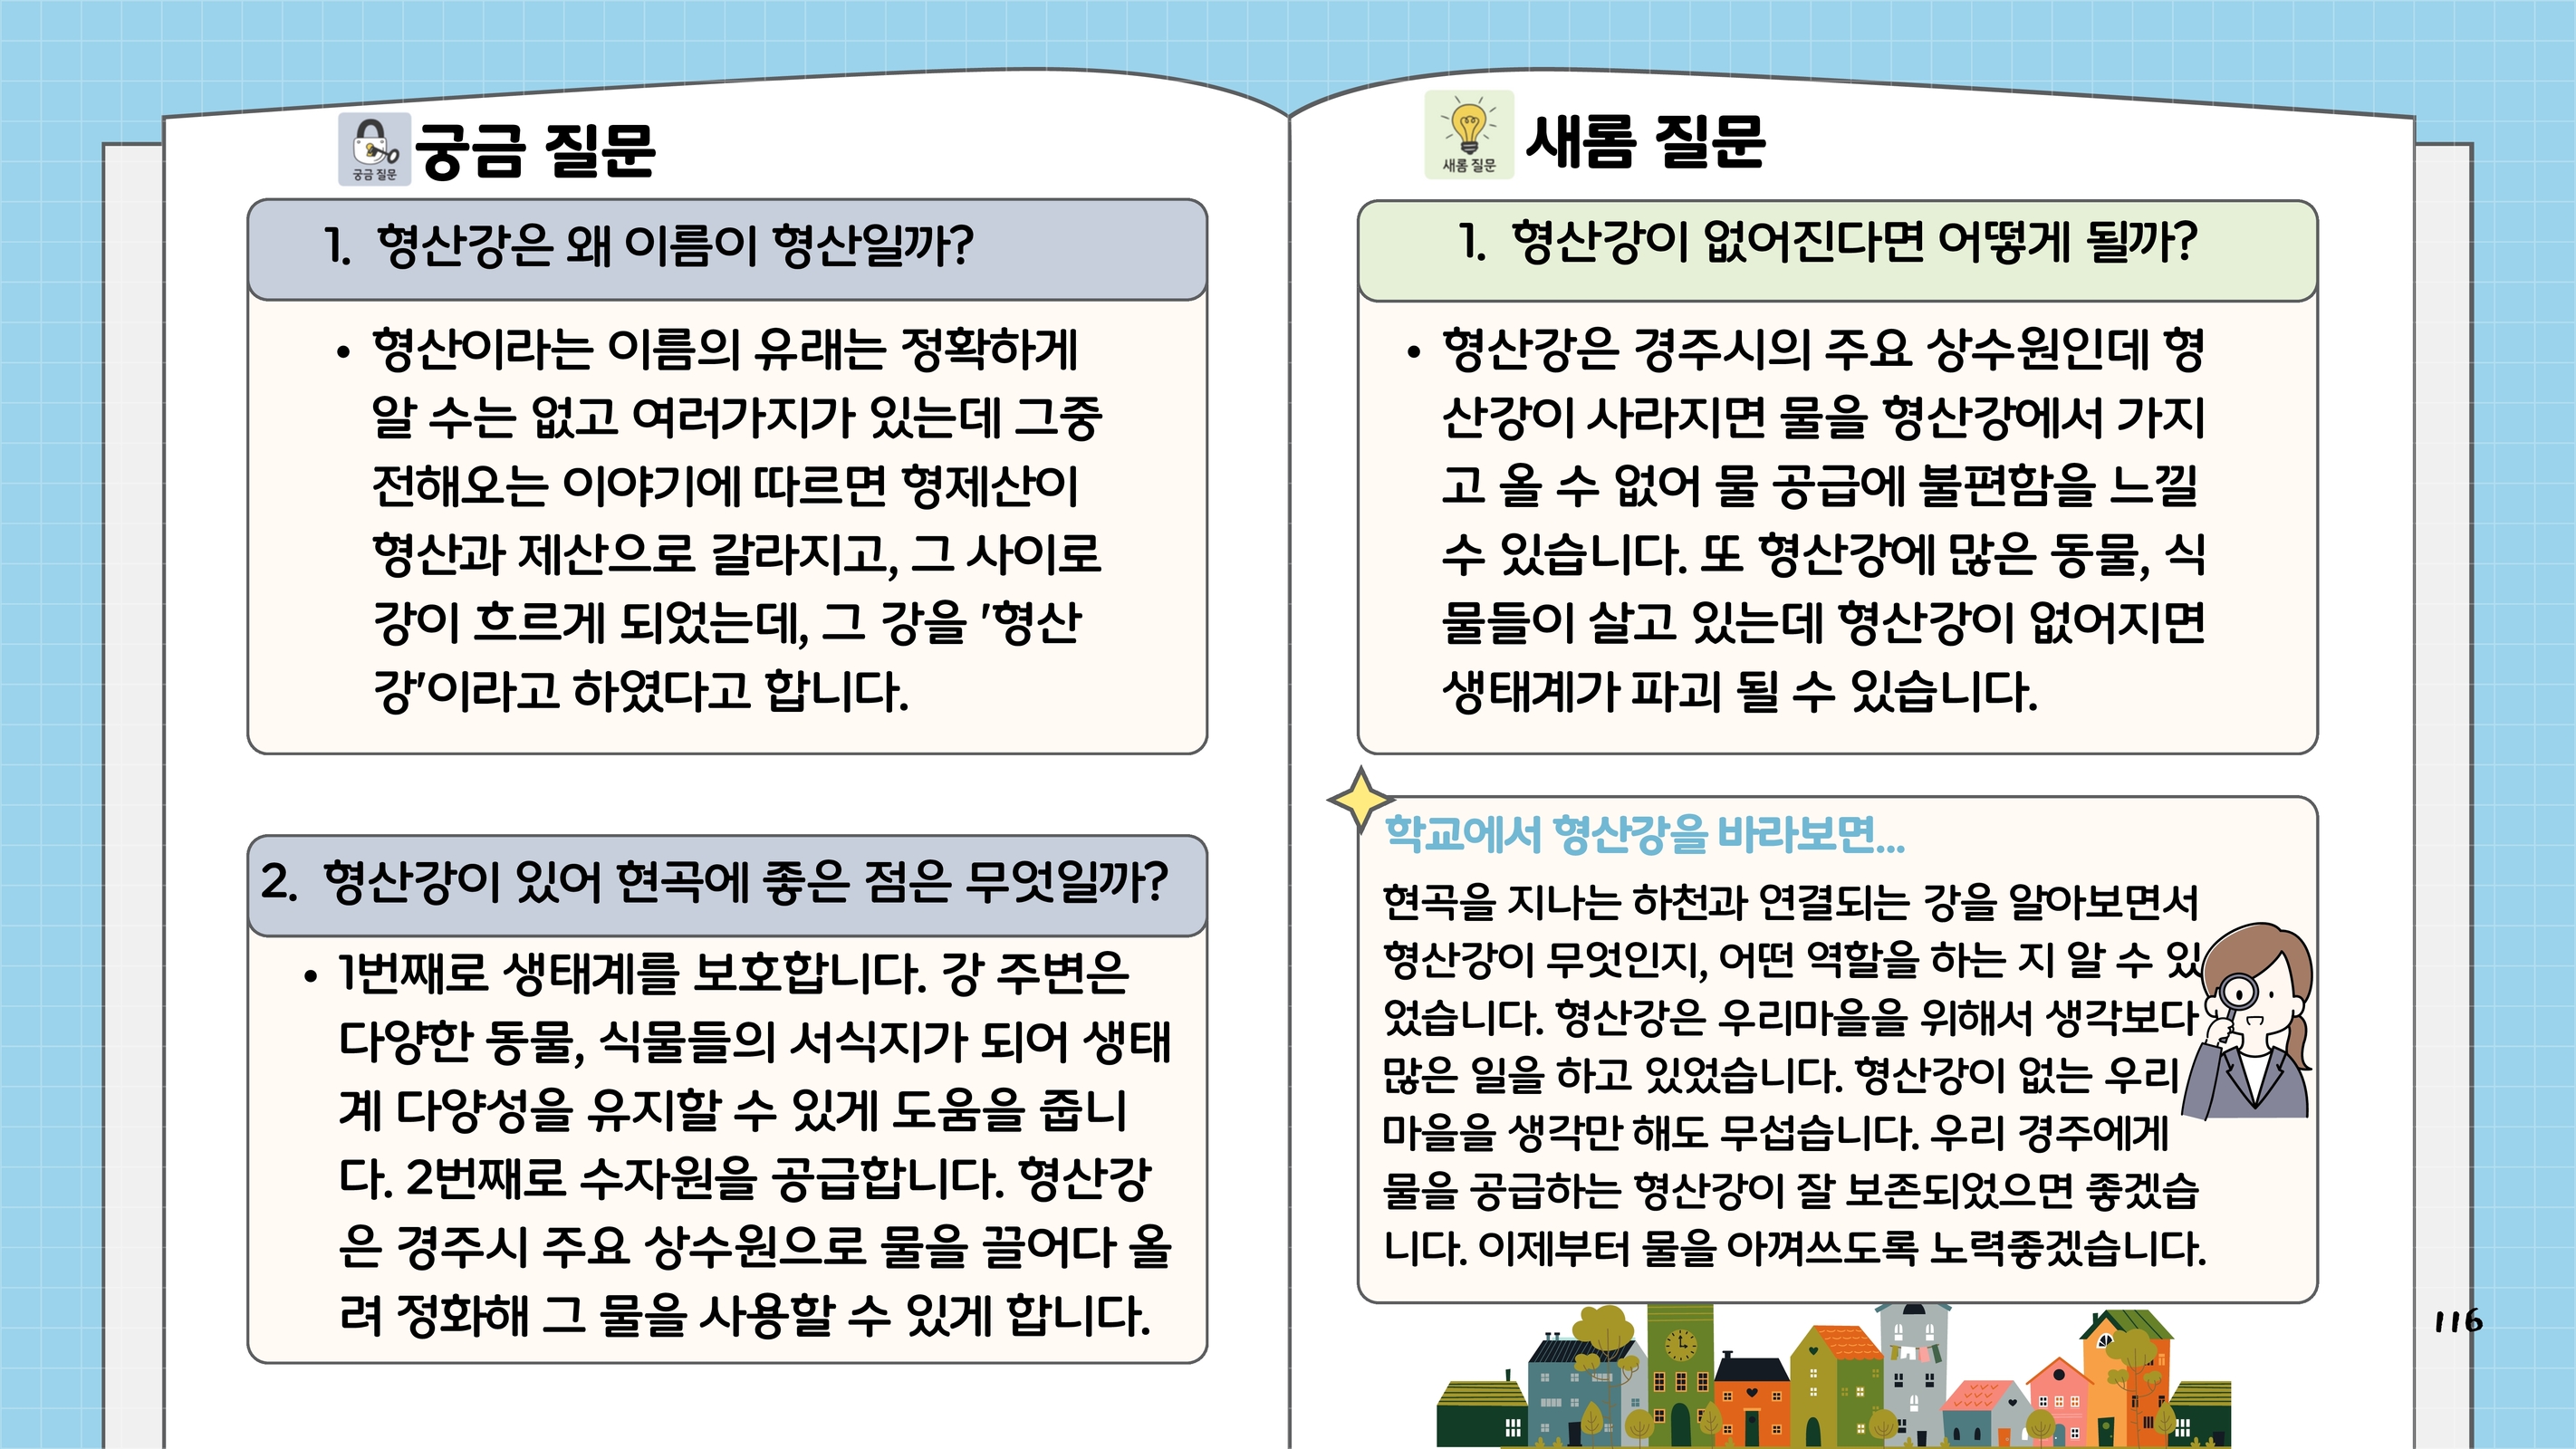 궁금 질문
궁금 질문
1. 형산강은 왜 이름이 형산일까?
• 형산이라는 이름의 유래는 정확하게
알 수는 없고 여러가지가 있는데 그중
전해오는 이야기에 따르면 형제산이
형산과 제산으로 갈라지고, 그 사이로
강이 흐르게 되었는데, 그 강을 '형산
강'이라고 하였다고 합니다.
2. 형산강이 있어 현곡에 좋은 점은 무엇일까?
• 1번째로 생태계를 보호합니다. 강 주변은
다양한 동물, 식물들의 서식지가 되어 생태
계 다양성을 유지할 수 있게 도움을 줍니
다. 2번째로 수자원을 공급합니다. 형산강
은 경주시 주요 상수원으로 물을 끌어다 올
려 정화해 그 물을 사용할 수 있게 합니다.
새롬 질문
새롬 질문
1. 형산강이 없어진다면 어떻게 될까?
• 형산강은 경주시의 주요 상수원인데 형
산강이 사라지면 물을 형산강에서 가지
고 올 수 없어 물 공급에 불편함을 느낄
수 있습니다. 또 형산강에 많은 동물, 식
물들이 살고 있는데 형산강이 없어지면
생태계가 파괴 될 수 있습니다.
학교에서 형산강을 바라보면...
현곡을 지나는 하천과 연결되는 강을 알아보면서
형산강이 무엇인지, 어떤 역할을 하는 지 알 수 있
었습니다. 형산강은 우리마을을 위해서 생각보다
많은 일을 하고 있었습니다. 형산강이 없는 우리
마을을 생각만 해도 무섭습니다. 우리 경주에게
물을 공급하는 형산강이 잘 보존되었으면 좋겠습
니다. 이제부터 물을 아껴쓰도록 노력좋겠습니다.
116